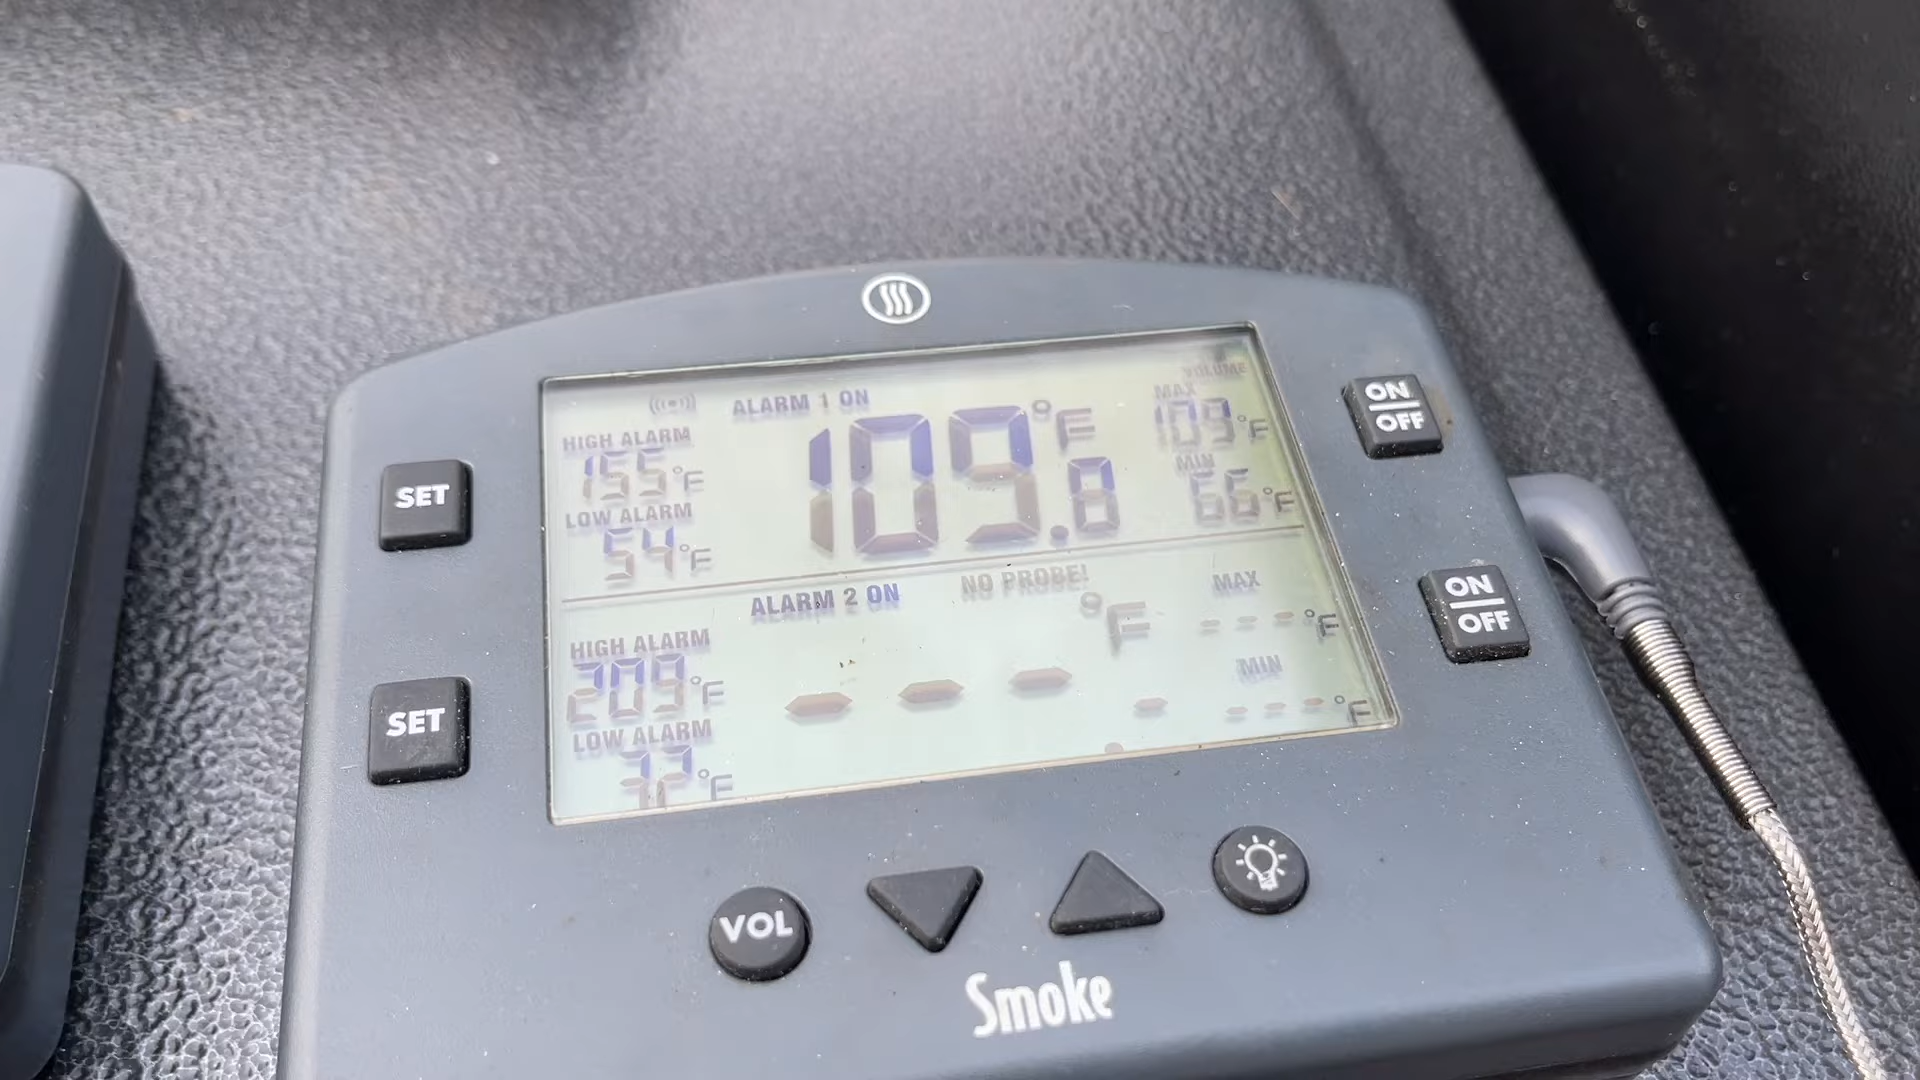 VOLUME
ALARM 1 ON
MAX
HIGH ALARM
109.8°F
109°F
155°F
MIN
LOW ALARM
66°F
54°F
ALARM 2 ON
NO PROBE!
MAX
HIGH ALARM
°F
---°F
209°F
----
MIN
LOW ALARM
---°F
32°F
ON
OFF
SET
ON
OFF
SET
VOL
Smoke